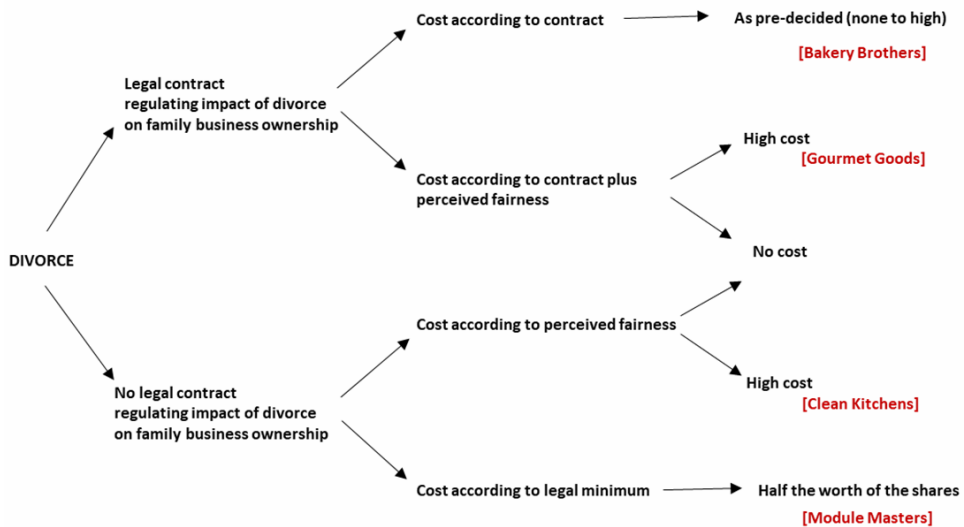 Cost according to contract
As pre-decided (none to high)
[Bakery Brothers]
Legal contract
regulating impact of divorce
on family business ownership
High cost
[Gourmet Goods]
Cost according to contract plus
perceived fairness
No cost
DIVORCE
Cost according to perceived fairness
High cost
[Clean Kitchens]
No legal contract
regulating impact of divorce
on family business ownership
Cost according to legal minimum
Half the worth of the shares
[Module Masters]